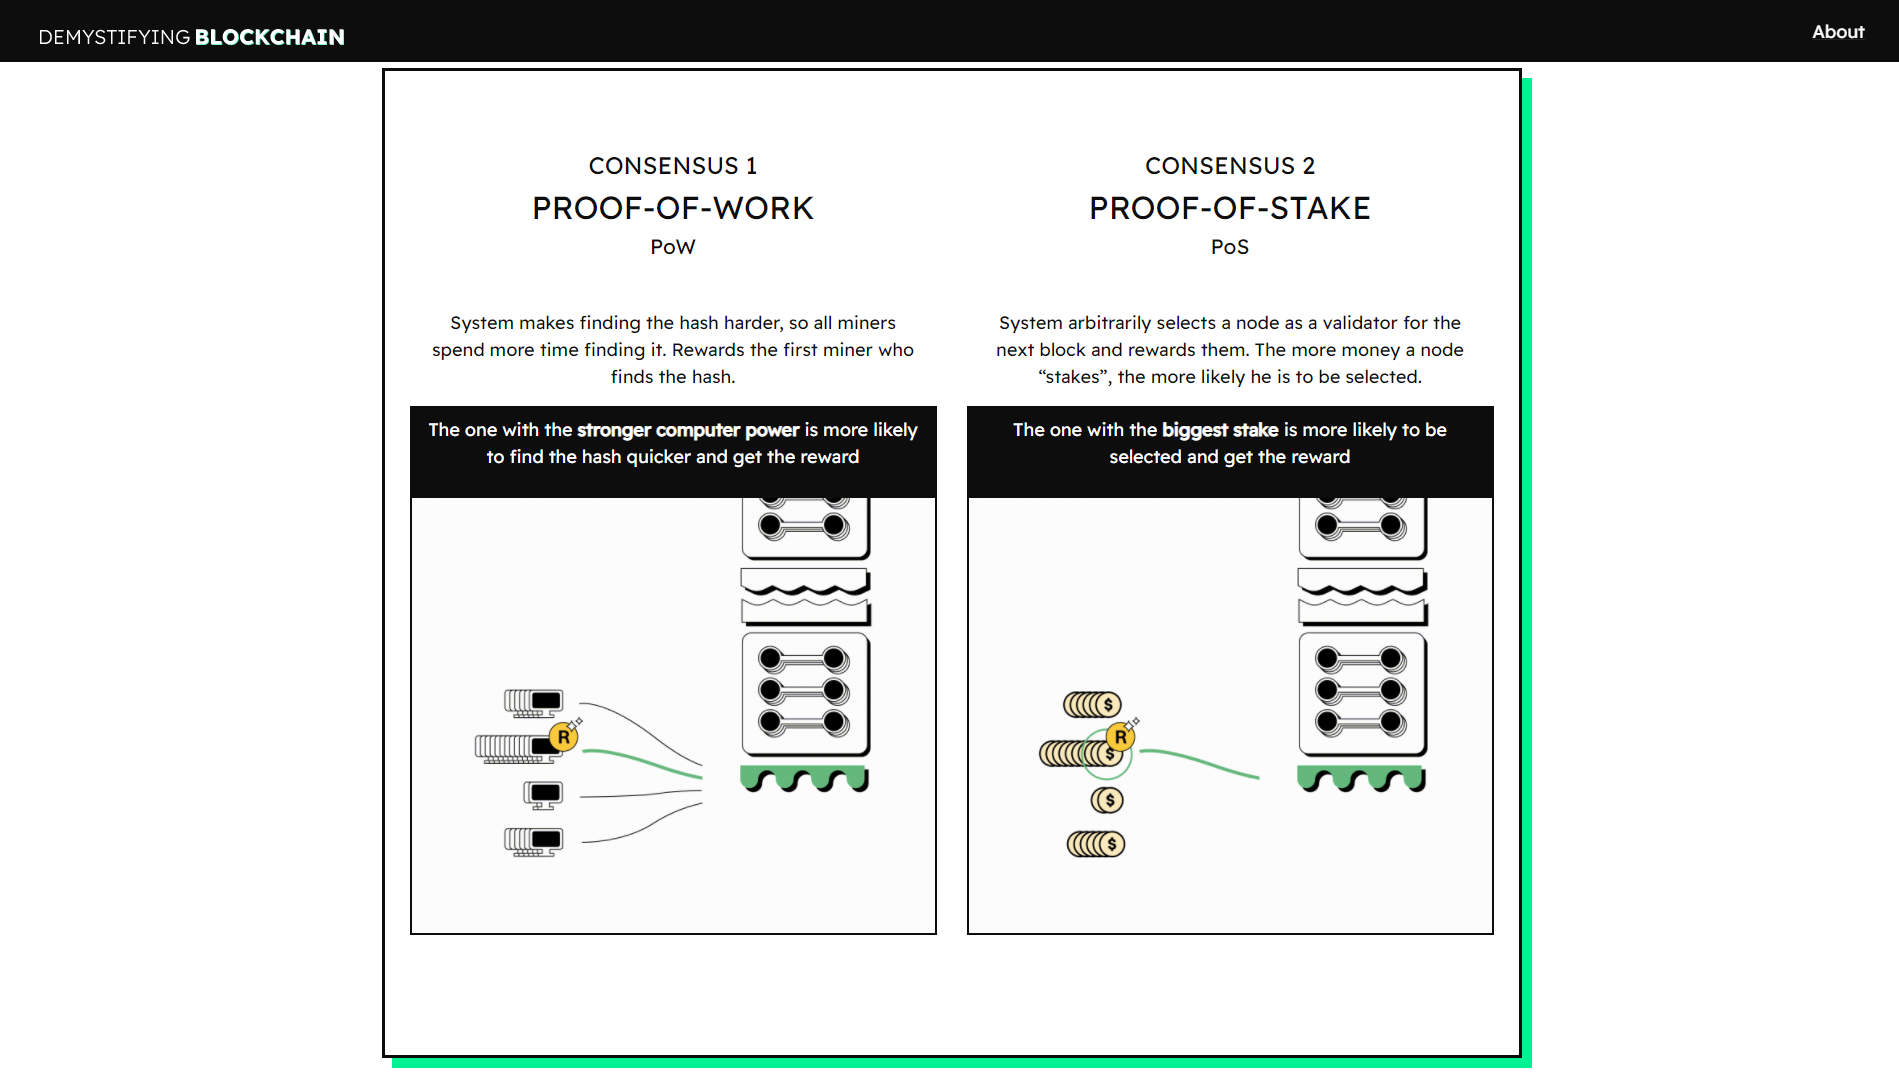 DEMYSTIFYING BLOCKCHAIN
About
CONSENSUS 1
PROOF-OF-WORK
PoW
System makes finding the hash harder, so all miners
spend more time finding it. Rewards the first miner who
finds the hash.
The one with the stronger computer power is more likely
to find the hash quicker and get the reward
R
CONSENSUS 2
PROOF-OF-STAKE
PoS
System arbitrarily selects a node as a validator for the
next block and rewards them. The more money a node
“stakes”, the more likely he is to be selected.
The one with the biggest stake is more likely to be
selected and get the reward
$
R
$
$
$